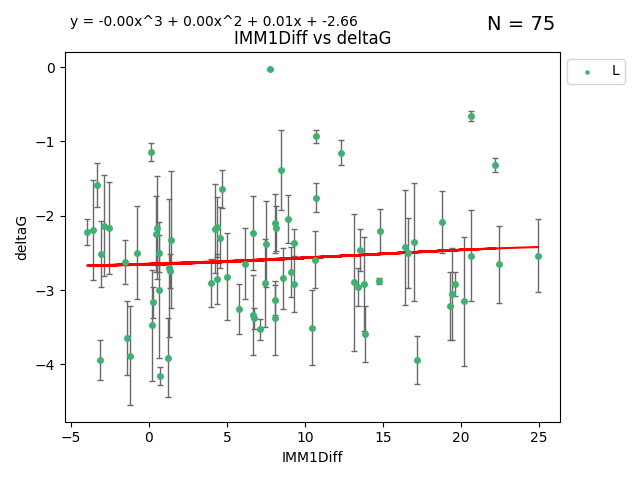 y = -0.00x^3 + 0.00x^2 + 0.01x + -2.66
N = 75
IMM1Diff vs deltaG
L
deltaG
0
−1
−2
−3
−4
−5 0 5 10 15 20 25
IMM1Diff